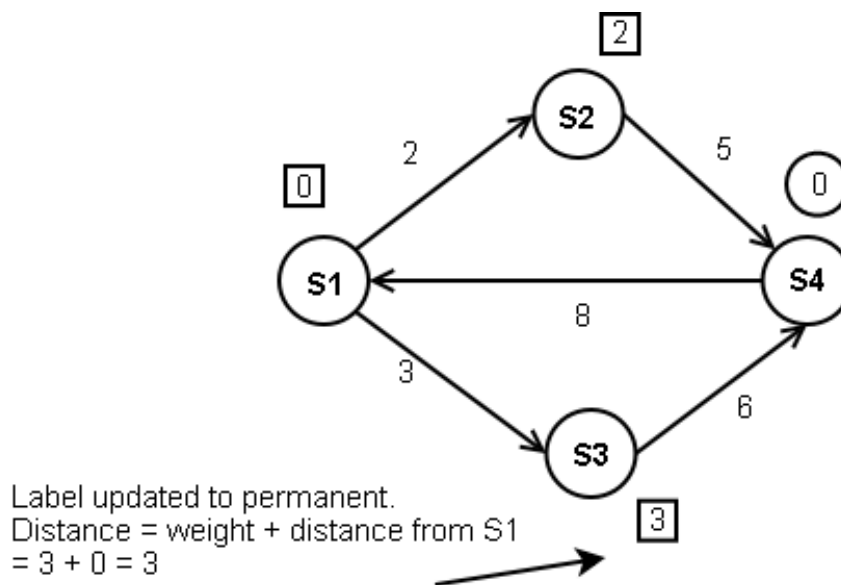 2
S2
2
5
0
0
S1
S4
8
3
6
S3
Label updated to permanent.
Distance = weight + distance from S1
= 3 + 0 = 3
3